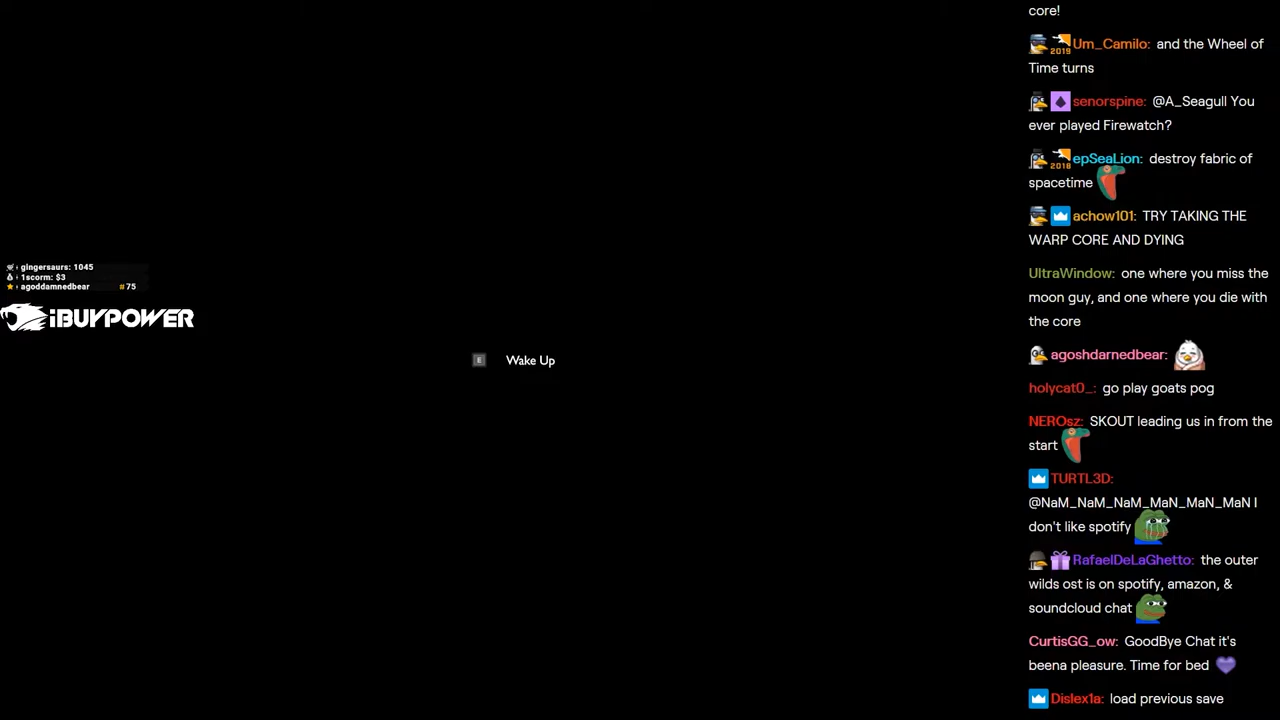 gingersaurs: 1045
1scorm: $3
agoddamnedbear #75
iBUYPOWER
E Wake Up
core!
2019 Um_Camilo: and the Wheel of
Time turns
senorspine: @A_Seagull You
ever played Firewatch?
2018 epSeaLion: destroy fabric of
spacetime
achow101: TRY TAKING THE
WARP CORE AND DYING
UltraWindow: one where you miss the
moon guy, and one where you die with
the core
agoshdarnedbear:
holycat0_: go play goats pog
NEROsz: SKOUT leading us in from the
start
TURTL3D:
@NaM_NaM_NaM_MaN_MaN_MaN I
don't like spotify
RafaelDeLaGhetto: the outer
wilds ost is on spotify, amazon, &
soundcloud chat
CurtisGG_ow: GoodBye Chat it's
beena pleasure. Time for bed
Dislex1a: load previous save